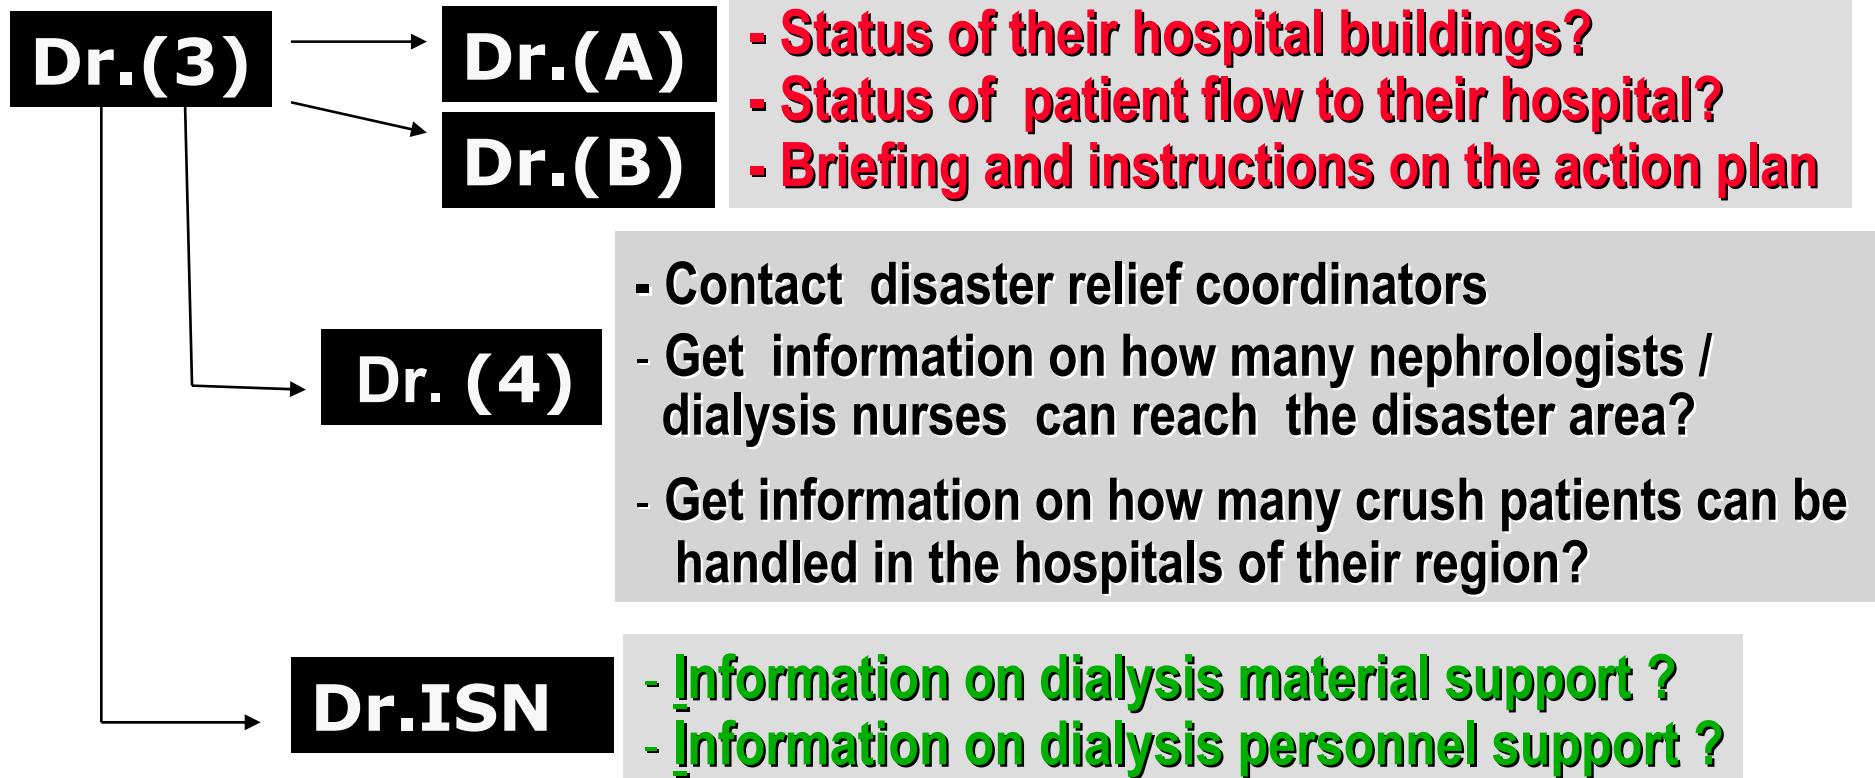 Dr.(3)
Dr.(A)
Dr.(B)
- Status of their hospital buildings?
- Status of patient flow to their hospital?
- Briefing and instructions on the action plan
Dr. (4)
- Contact disaster relief coordinators
- Get information on how many nephrologists /
dialysis nurses can reach the disaster area?
- Get information on how many crush patients can be
handled in the hospitals of their region?
Dr.ISN
- Information on dialysis material support ?
- Information on dialysis personnel support ?